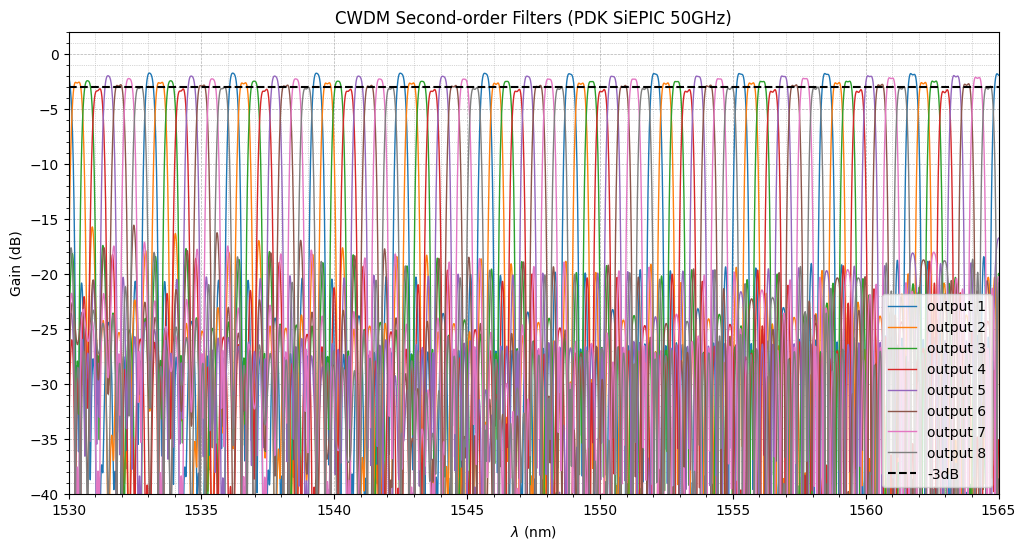 CWDM Second-order Filters (PDK SiEPIC 50GHz)
Gain (dB)
0
−5
−10
−15
−20
−25
−30
−35
−40
output 1
output 2
output 3
output 4
output 5
output 6
output 7
output 8
-3dB
1530
1535
1540
1545
1550
1555
1560
1565
λ (nm)